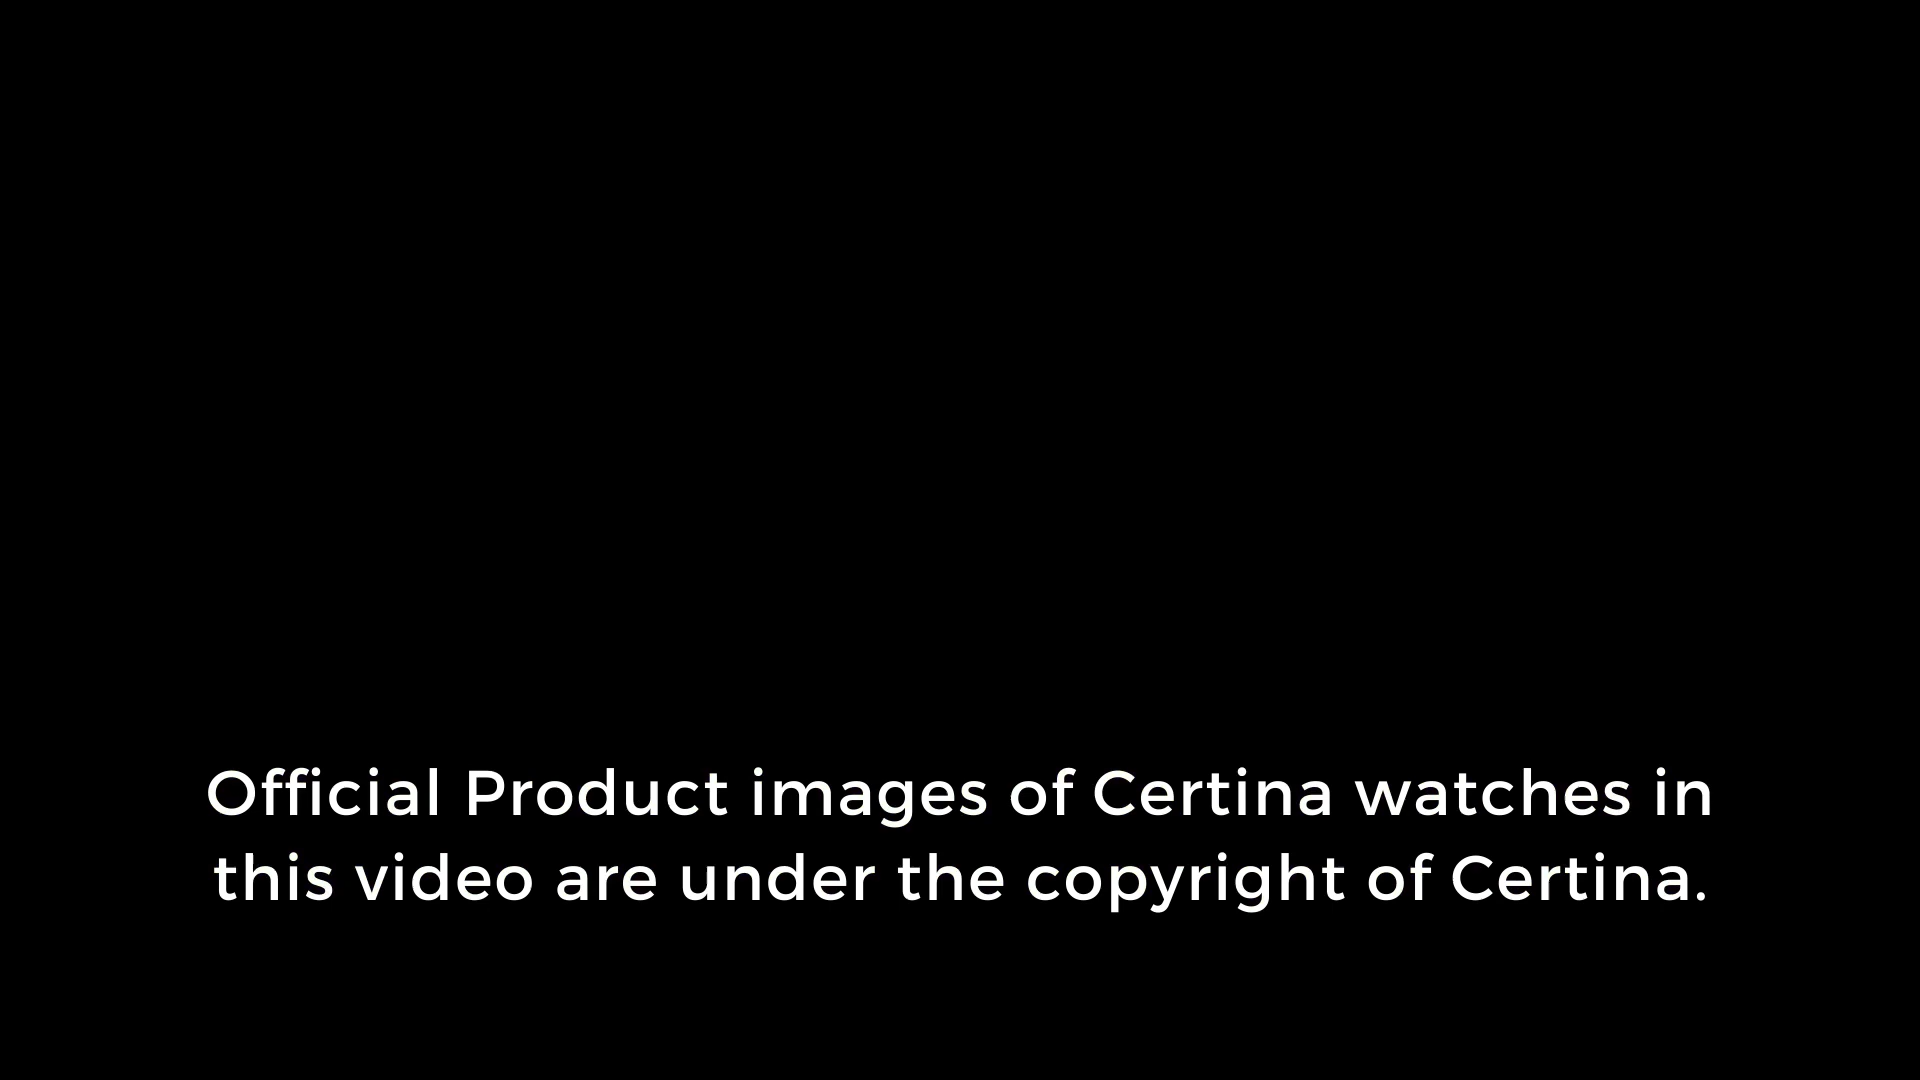 Official Product images of Certina watches in
this video are under the copyright of Certina.